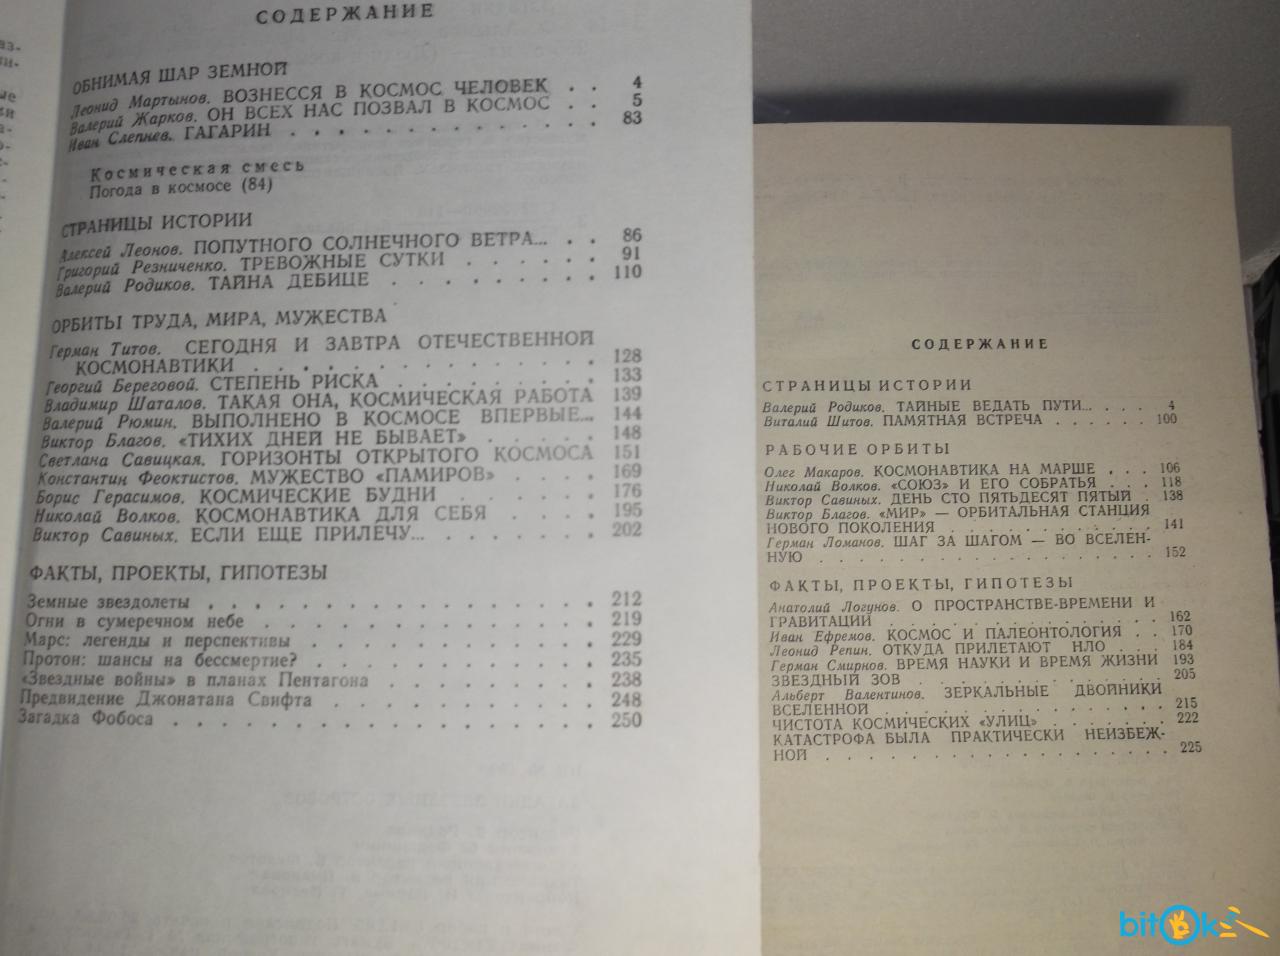 СОДЕРЖАНИЕ
ОБНИМАЯ ШАР ЗЕМНОЙ
Леонид Мартынов. ВОЗНЕССЯ В КОСМОС ЧЕЛОВЕК . . 4
Валерий Жарков. ОН ВСЕХ НАС ПОЗВАЛ В КОСМОС . . 5
Иван Слепнев. ГАГАРИН . . . . . . . . . . . . . 83
Космическая смесь
Погода в космосе (84)
СТРАНИЦЫ ИСТОРИИ
Алексей Леонов. ПОПУТНОГО СОЛНЕЧНОГО ВЕТРА... . . 86
Григорий Резниченко. ТРЕВОЖНЫЕ СУТКИ . . . . . . 91
Валерий Родиков. ТАЙНА ДЕБИЦЕ . . . . . . . . . 110
ОРБИТЫ ТРУДА, МИРА, МУЖЕСТВА
Герман Титов. СЕГОДНЯ И ЗАВТРА ОТЕЧЕСТВЕННОЙ
КОСМОНАВТИКИ . . . . . . . . . . . . . . 128
Георгий Береговой. СТЕПЕНЬ РИСКА . . . . . . . . 133
Владимир Шаталов. ТАКАЯ ОНА, КОСМИЧЕСКАЯ РАБОТА 139
Валерий Рюмин. ВЫПОЛНЕНО В КОСМОСЕ ВПЕРВЫЕ... 144
Виктор Благов. «ТИХИХ ДНЕЙ НЕ БЫВАЕТ» . . . . . 148
Светлана Савицкая. ГОРИЗОНТЫ ОТКРЫТОГО КОСМОСА 151
Константин Феоктистов. МУЖЕСТВО «ПАМИРОВ» . . . . 169
Борис Герасимов. КОСМИЧЕСКИЕ БУДНИ . . . . . . 176
Николай Волков. КОСМОНАВТИКА ДЛЯ СЕБЯ . . . . 195
Виктор Савиных. ЕСЛИ ЕЩЕ ПРИЛЕЧУ... . . . . . . 202
ФАКТЫ, ПРОЕКТЫ, ГИПОТЕЗЫ
Земные звездолеты . . . . . . . . . . . . . . . 212
Огни в сумеречном небе . . . . . . . . . . . . . 219
Марс: легенды и перспективы . . . . . . . . . . . 229
Протон: шансы на бессмертие? . . . . . . . . . . . 235
«Звездные войны» в планах Пентагона . . . . . . . . 238
Предвидение Джонатана Свифта . . . . . . . . . . 248
Загадка Фобоса . . . . . . . . . . . . . . . . . 250
СОДЕРЖАНИЕ
СТРАНИЦЫ ИСТОРИИ
Валерий Родиков. ТАЙНЫЕ ВЕДАТЬ ПУТИ... . . . 4
Виталий Шитов. ПАМЯТНАЯ ВСТРЕЧА . . . . . . 100
РАБОЧИЕ ОРБИТЫ
Олег Макаров. КОСМОНАВТИКА НА МАРШЕ . . . 106
Николай Волков. «СОЮЗ» И ЕГО СОБРАТЬЯ . . . 118
Виктор Савиных. ДЕНЬ СТО ПЯТЬДЕСЯТ ПЯТЫЙ . 138
Виктор Благов. «МИР» — ОРБИТАЛЬНАЯ СТАНЦИЯ
НОВОГО ПОКОЛЕНИЯ . . . . . . . . . . . 141
Герман Ломанов. ШАГ ЗА ШАГОМ — ВО ВСЕЛЕН-
НУЮ . . . . . . . . . . . . . . . . . 152
ФАКТЫ, ПРОЕКТЫ, ГИПОТЕЗЫ
Анатолий Логунов. О ПРОСТРАНСТВЕ-ВРЕМЕНИ И
ГРАВИТАЦИИ . . . . . . . . . . . . . . 162
Иван Ефремов. КОСМОС И ПАЛЕОНТОЛОГИЯ . . 170
Леонид Репин. ОТКУДА ПРИЛЕТАЮТ НЛО . . . 184
Герман Смирнов. ВРЕМЯ НАУКИ И ВРЕМЯ ЖИЗНИ 193
ЗВЕЗДНЫЙ ЗОВ . . . . . . . . . . . . . 205
Альберт Валентинов. ЗЕРКАЛЬНЫЕ ДВОЙНИКИ
ВСЕЛЕННОЙ . . . . . . . . . . . . . . . 215
ЧИСТОТА КОСМИЧЕСКИХ «УЛИЦ» . . . . . . . 222
КАТАСТРОФА БЫЛА ПРАКТИЧЕСКИ НЕИЗБЕЖ-
НОЙ . . . . . . . . . . . . . . . . . 225
bitOk